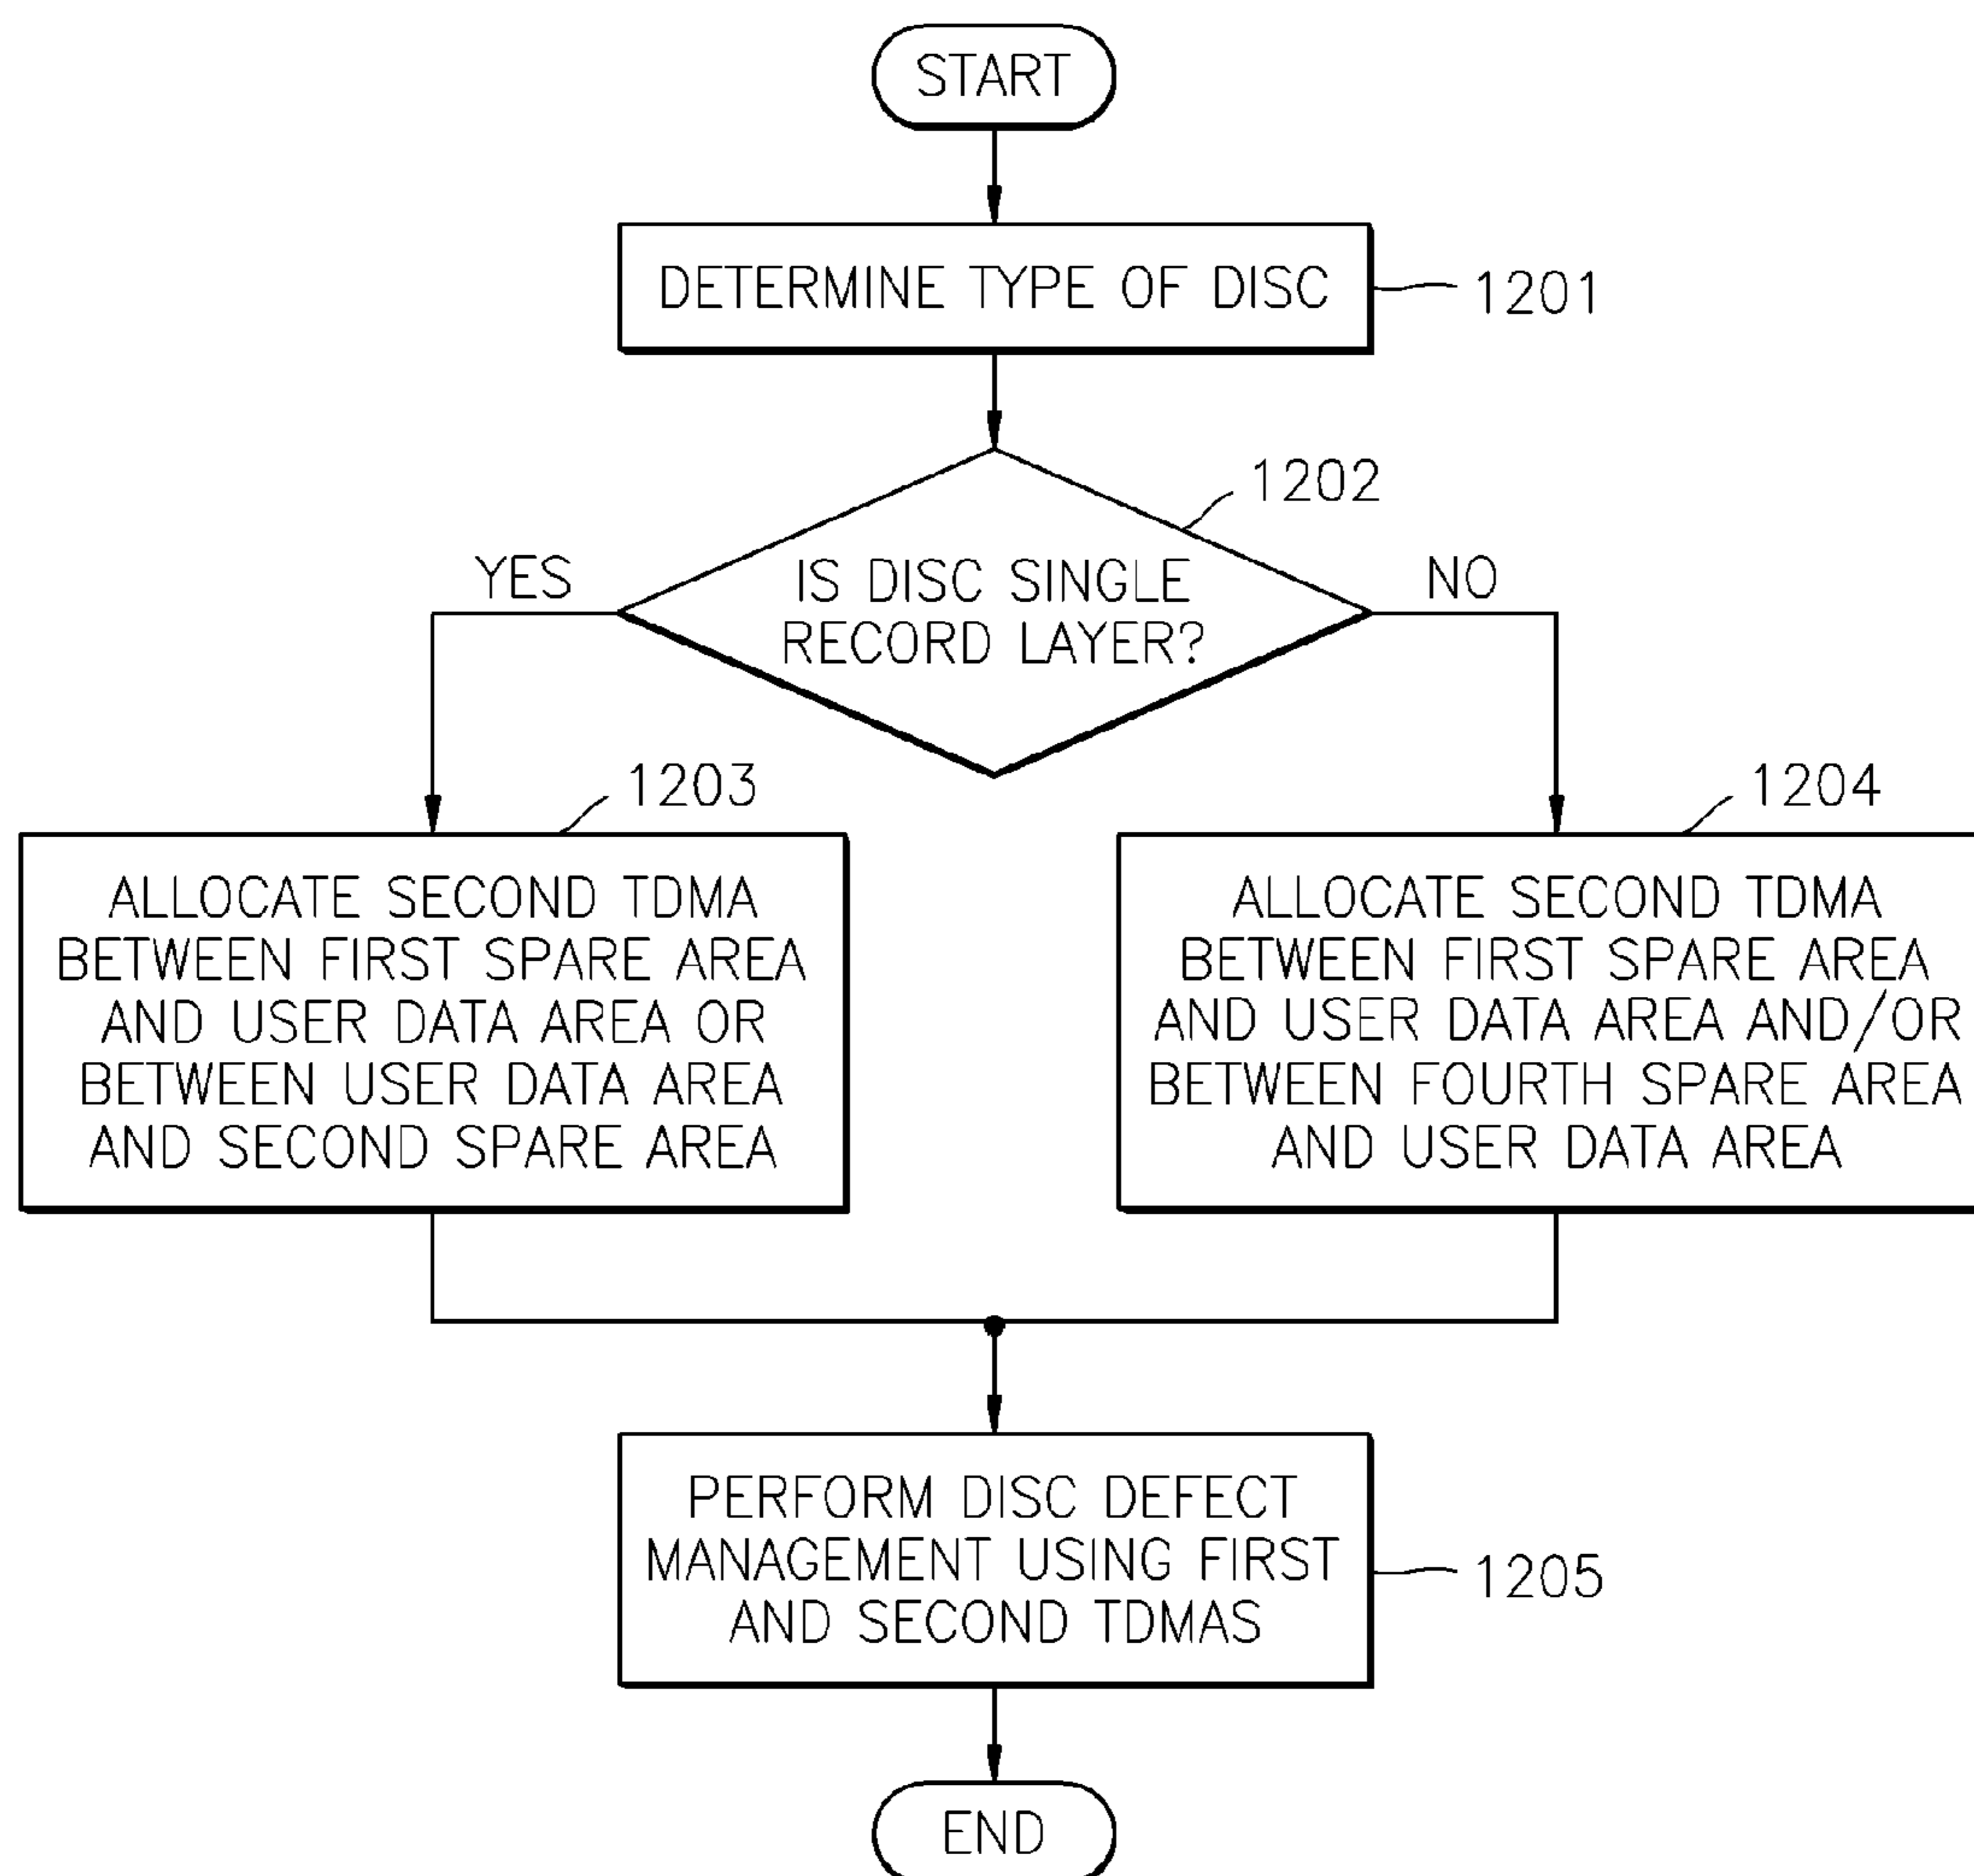 START
DETERMINE TYPE OF DISC
1201
1202
IS DISC SINGLE
RECORD LAYER?
YES
NO
1203
ALLOCATE SECOND TDMA
BETWEEN FIRST SPARE AREA
AND USER DATA AREA OR
BETWEEN USER DATA AREA
AND SECOND SPARE AREA
1204
ALLOCATE SECOND TDMA
BETWEEN FIRST SPARE AREA
AND USER DATA AREA AND/OR
BETWEEN FOURTH SPARE AREA
AND USER DATA AREA
PERFORM DISC DEFECT
MANAGEMENT USING FIRST
AND SECOND TDMAS
1205
END